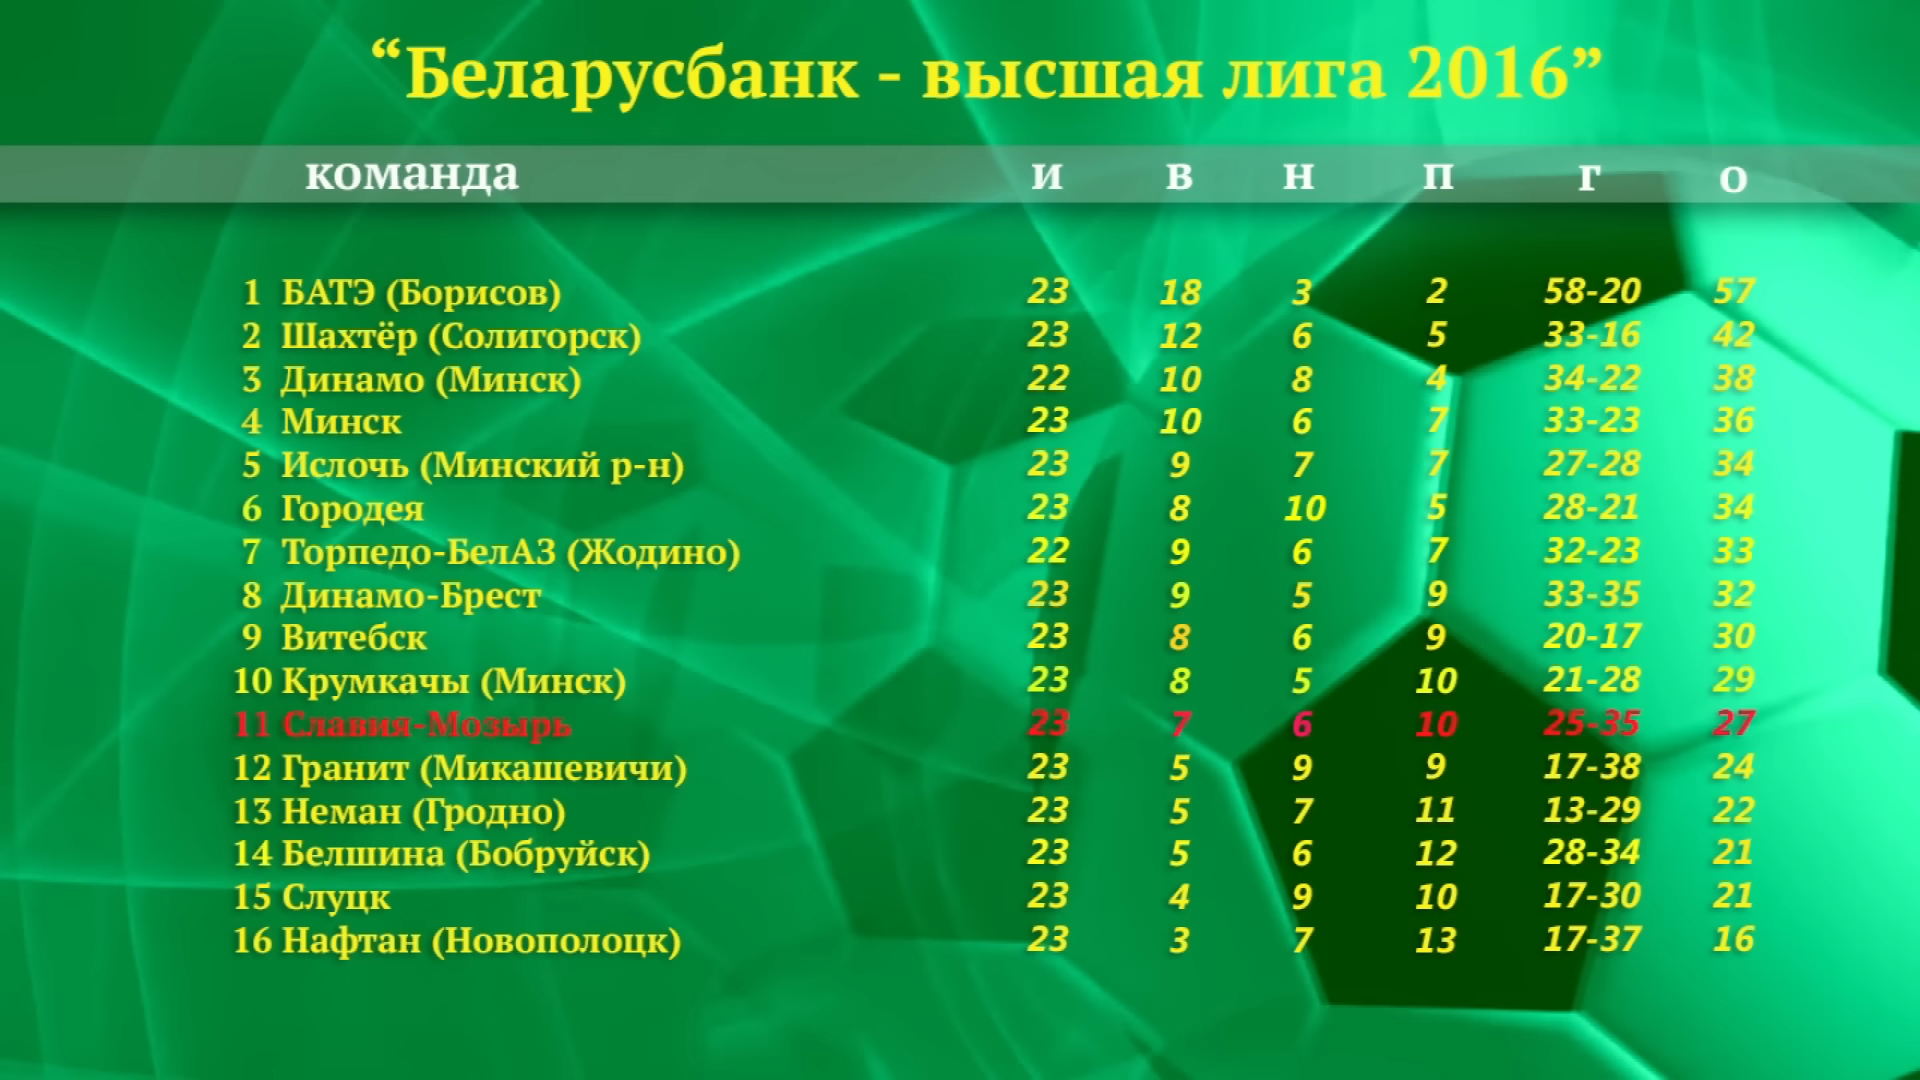 “Беларусбанк - высшая лига 2016”
команда и в н п г о
1 БАТЭ (Борисов) 23 18 3 2 58-20 57
2 Шахтёр (Солигорск) 23 12 6 5 33-16 42
3 Динамо (Минск) 22 10 8 4 34-22 38
4 Минск 23 10 6 7 33-23 36
5 Ислочь (Минский р-н) 23 9 7 7 27-28 34
6 Городея 23 8 10 5 28-21 34
7 Торпедо-БелАЗ (Жодино) 22 9 6 7 32-23 33
8 Динамо-Брест 23 9 5 9 33-35 32
9 Витебск 23 8 6 9 20-17 30
10 Крумкачы (Минск) 23 8 5 10 21-28 29
11 Славия-Мозырь 23 7 6 10 25-35 27
12 Гранит (Микашевичи) 23 5 9 9 17-38 24
13 Неман (Гродно) 23 5 7 11 13-29 22
14 Белшина (Бобруйск) 23 5 6 12 28-34 21
15 Слуцк 23 4 9 10 17-30 21
16 Нафтан (Новополоцк) 23 3 7 13 17-37 16